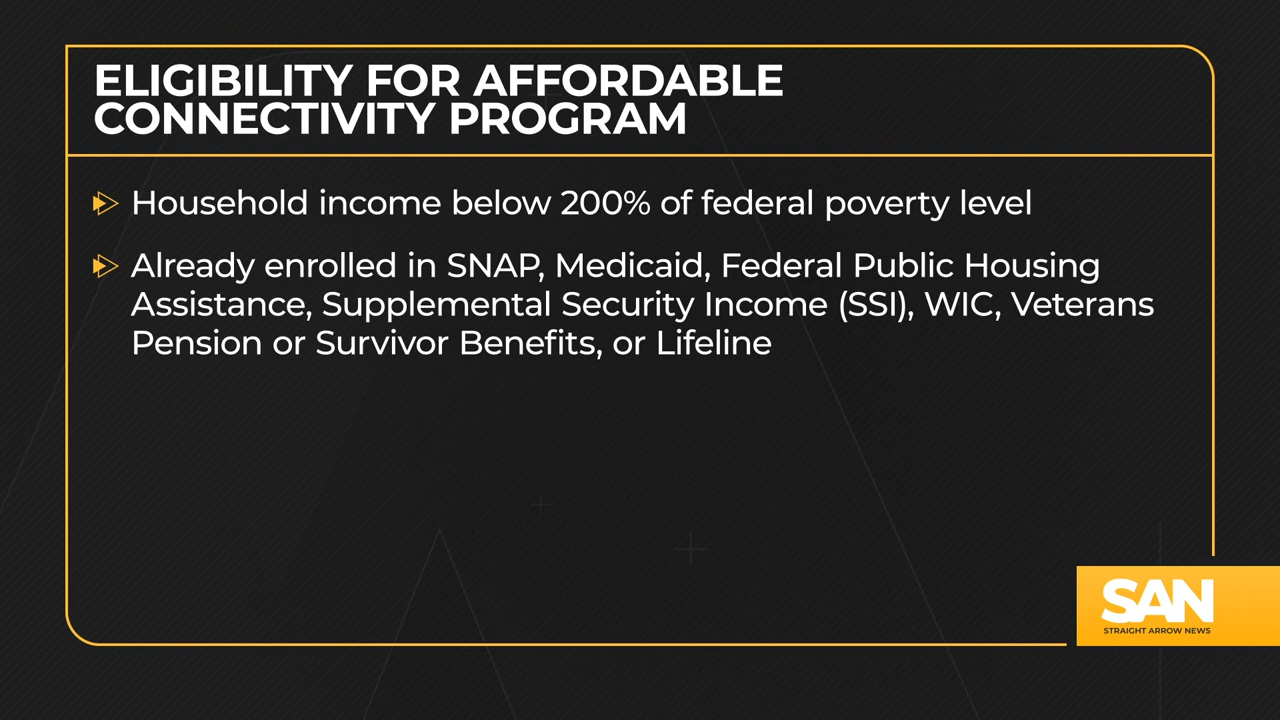 ELIGIBILITY FOR AFFORDABLE
CONNECTIVITY PROGRAM
Household income below 200% of federal poverty level
Already enrolled in SNAP, Medicaid, Federal Public Housing
Assistance, Supplemental Security Income (SSI), WIC, Veterans
Pension or Survivor Benefits, or Lifeline
SAN
STRAIGHT ARROW NEWS